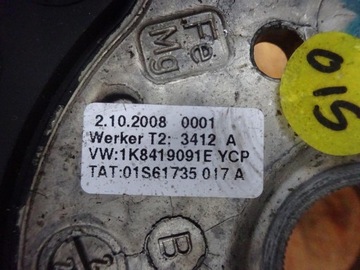 Fe
Mg
015
2.10.2008 0001
Werker T2: 3412 A
VW:1K8419091E YCP
TAT:01S61735 017 A
B